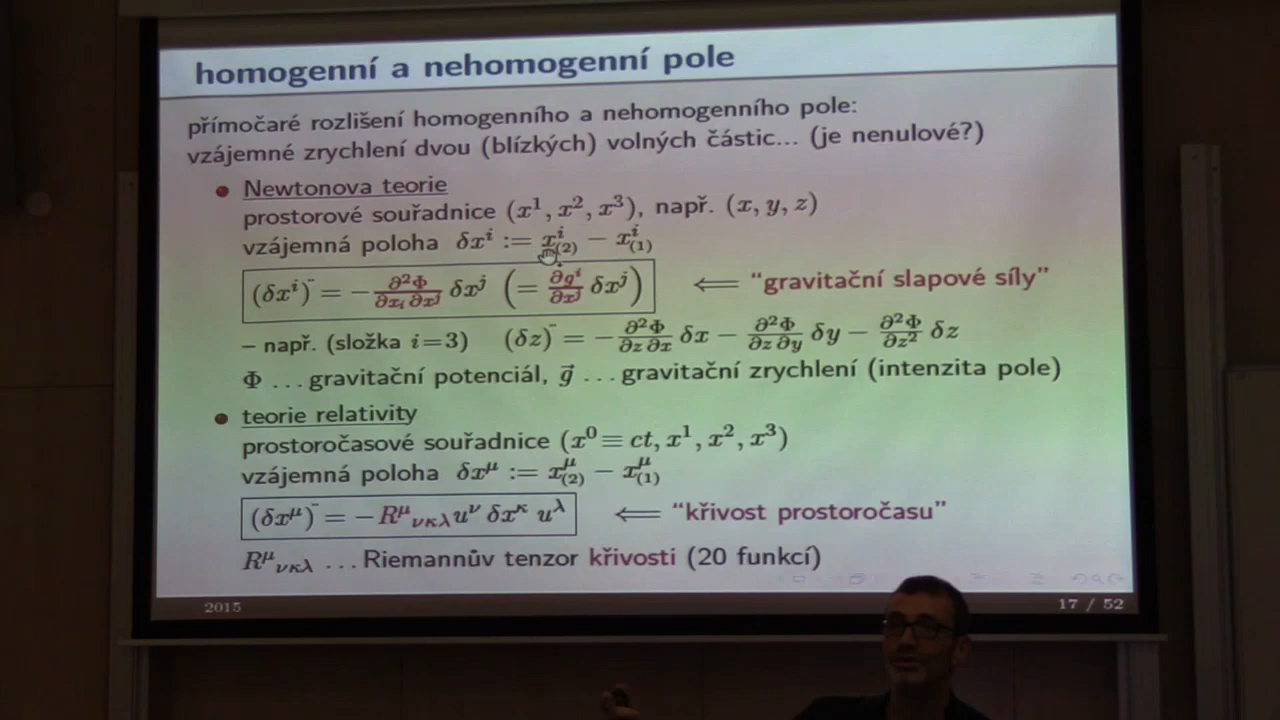 homogenní a nehomogenní pole
přímočaré rozlišení homogenního a nehomogenního pole:
vzájemné zrychlení dvou (blízkých) volných částic... (je nenulové?)
Newtonova teorie
prostorové souřadnice (x¹, x², x³), např. (x, y, z)
vzájemná poloha δxⁱ := xⁱ₍₂₎ − xⁱ₍₁₎
(δxⁱ)¨ = − ∂²Φ/∂xᵢ ∂xʲ δxʲ (= ∂gⁱ/∂xʲ δxʲ) ⟸ "gravitační slapové síly"
– např. (složka i=3) (δz)¨ = − ∂²Φ/∂z ∂x δx − ∂²Φ/∂z ∂y δy − ∂²Φ/∂z² δz
Φ ... gravitační potenciál, g⃗ ... gravitační zrychlení (intenzita pole)
teorie relativity
prostoročasové souřadnice (x⁰ ≡ ct, x¹, x², x³)
vzájemná poloha δx^μ := x^μ₍₂₎ − x^μ₍₁₎
(δx^μ)¨ = −R^μ_νκλ u^ν δx^κ u^λ ⟸ "křivost prostoročasu"
R^μ_νκλ ... Riemannův tenzor křivosti (20 funkcí)
2015 17 / 52